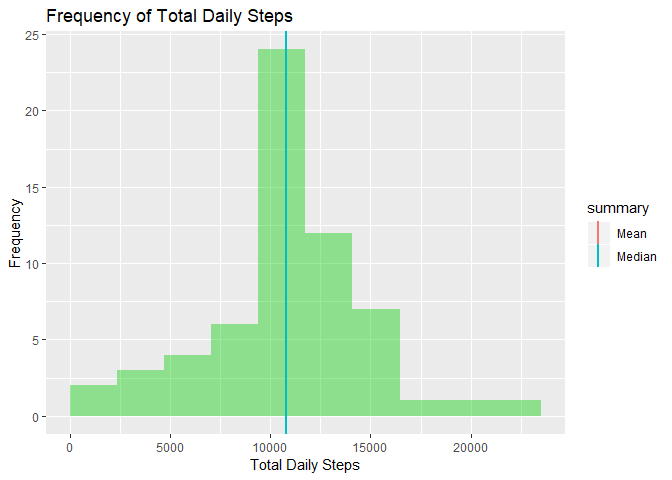 Frequency of Total Daily Steps
25
20
15
10
5
0
Frequency
0 5000 10000 15000 20000
Total Daily Steps
summary
Mean
Median